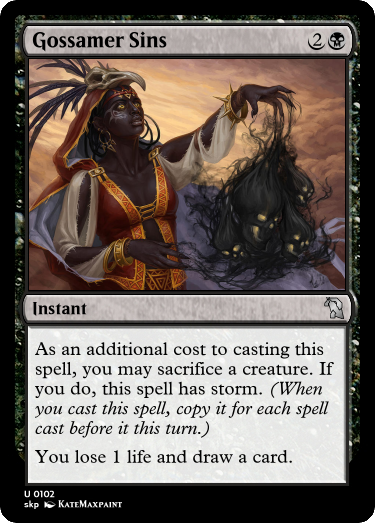 Gossamer Sins 2
Instant
As an additional cost to casting this
spell, you may sacrifice a creature. If
you do, this spell has storm. (When
you cast this spell, copy it for each spell
cast before it this turn.)
You lose 1 life and draw a card.
U 0102
skp KateMaxpaint